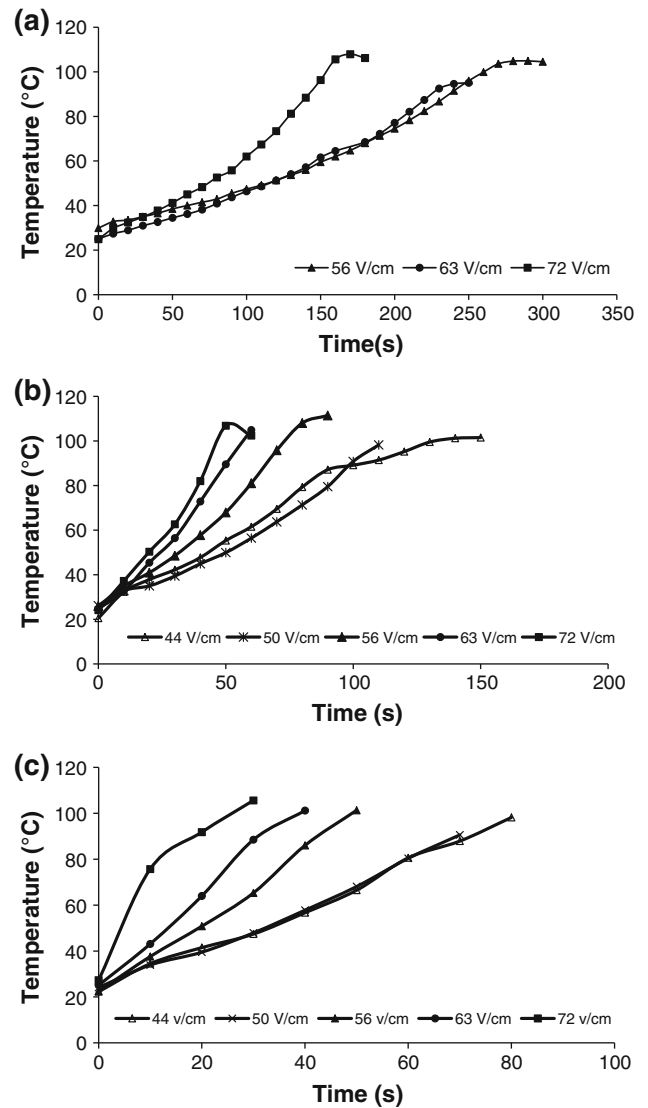 (a)
120
100
80
60
40
20
0
Temperature (°C)
56 V/cm 63 V/cm 72 V/cm
0 50 100 150 200 250 300 350
Time(s)
(b)
120
100
80
60
40
20
0
Temperature (°C)
44 V/cm 50 V/cm 56 V/cm 63 V/cm 72 V/cm
0 50 100 150 200
Time (s)
(c)
120
100
80
60
40
20
0
Temperature (°C)
44 v/cm 50 V/cm 56 v/cm 63 V/cm 72 v/cm
0 20 40 60 80 100
Time (s)